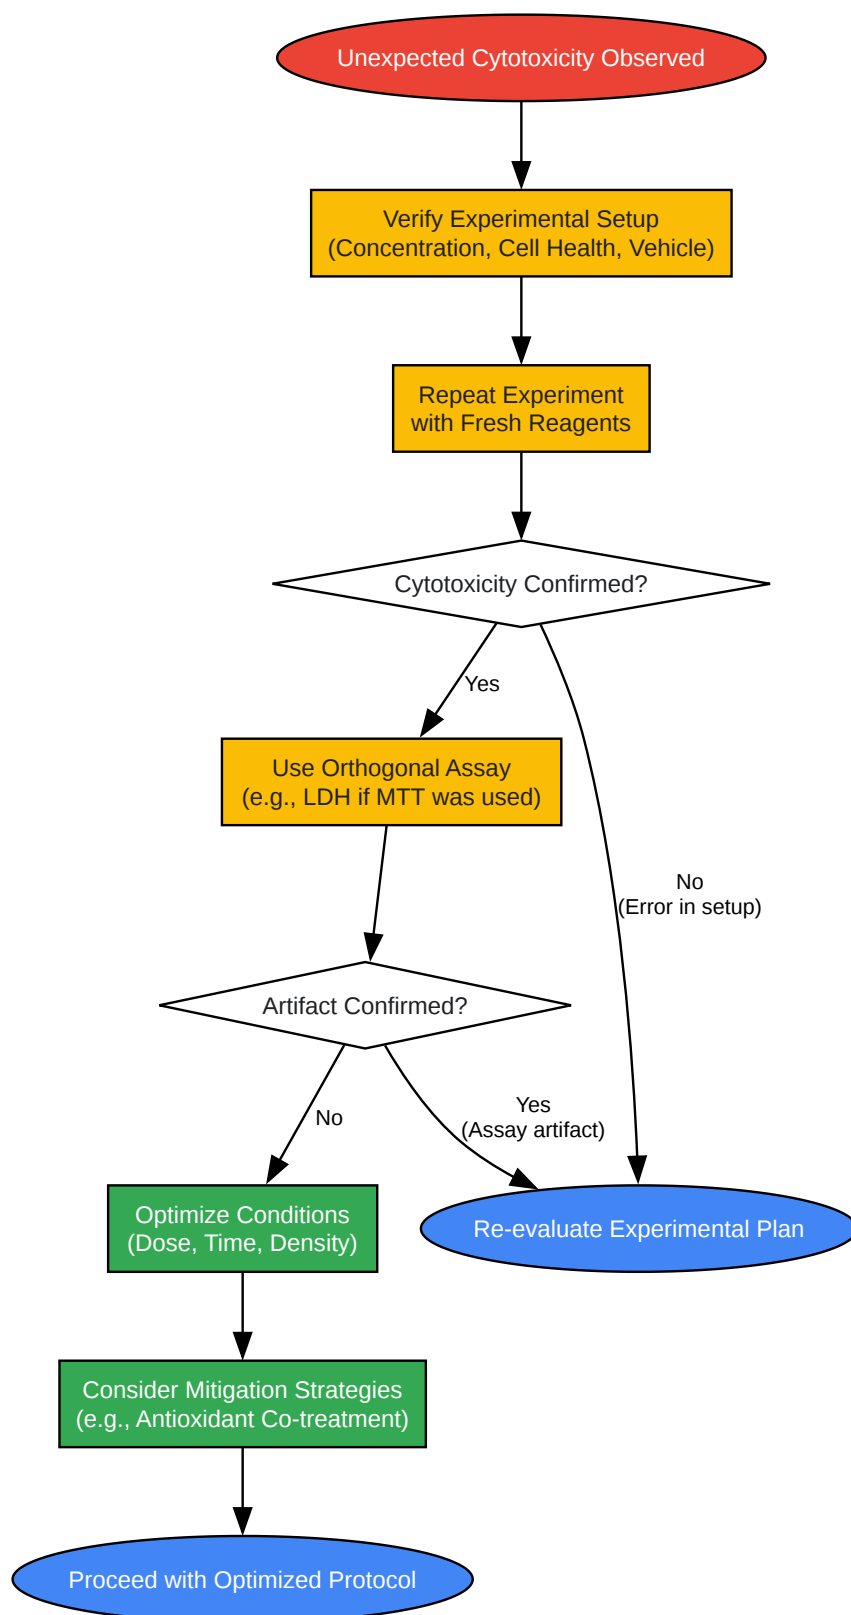 Unexpected Cytotoxicity Observed
Verify Experimental Setup
(Concentration, Cell Health, Vehicle)
Repeat Experiment
with Fresh Reagents
Cytotoxicity Confirmed?
Yes
Use Orthogonal Assay
(e.g., LDH if MTT was used)
No
(Error in setup)
Artifact Confirmed?
No
Yes
(Assay artifact)
Optimize Conditions
(Dose, Time, Density)
Re-evaluate Experimental Plan
Consider Mitigation Strategies
(e.g., Antioxidant Co-treatment)
Proceed with Optimized Protocol